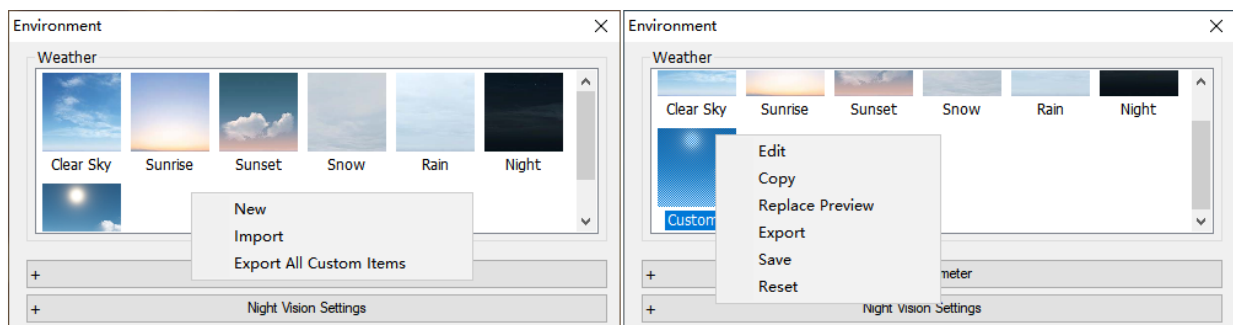 Environment
Weather
Clear Sky Sunrise Sunset Snow Rain Night
New
Import
Export All Custom Items
+
+ Night Vision Settings
Environment
Weather
Clear Sky Sunrise Sunset Snow Rain Night
Custom
Edit
Copy
Replace Preview
Export
Save
Reset
+ meter
+ Night Vision Settings